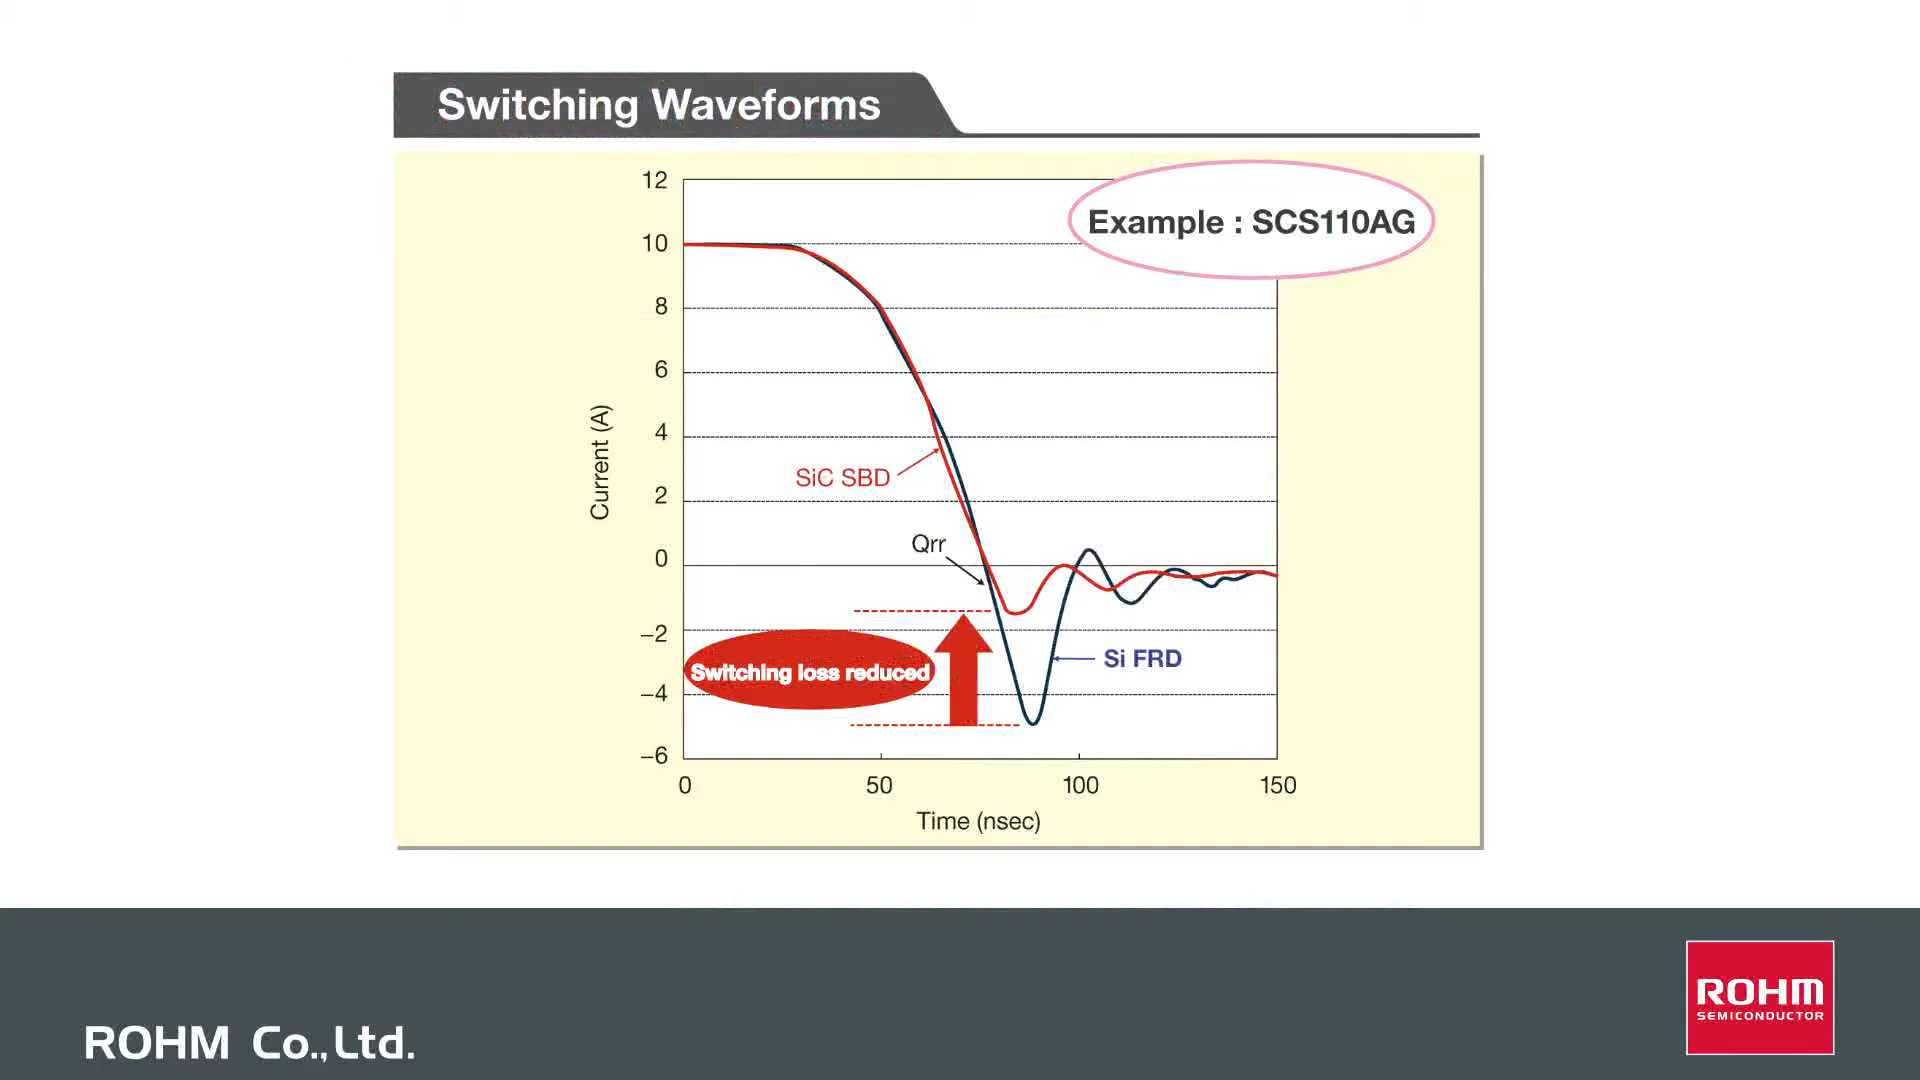 Switching Waveforms
Example : SCS110AG
12
10
8
6
4
2
0
−2
−4
−6
Current (A)
SiC SBD
Qrr
Switching loss reduced
Si FRD
0 50 100 150
Time (nsec)
ROHM Co.,Ltd.
ROHM
SEMICONDUCTOR